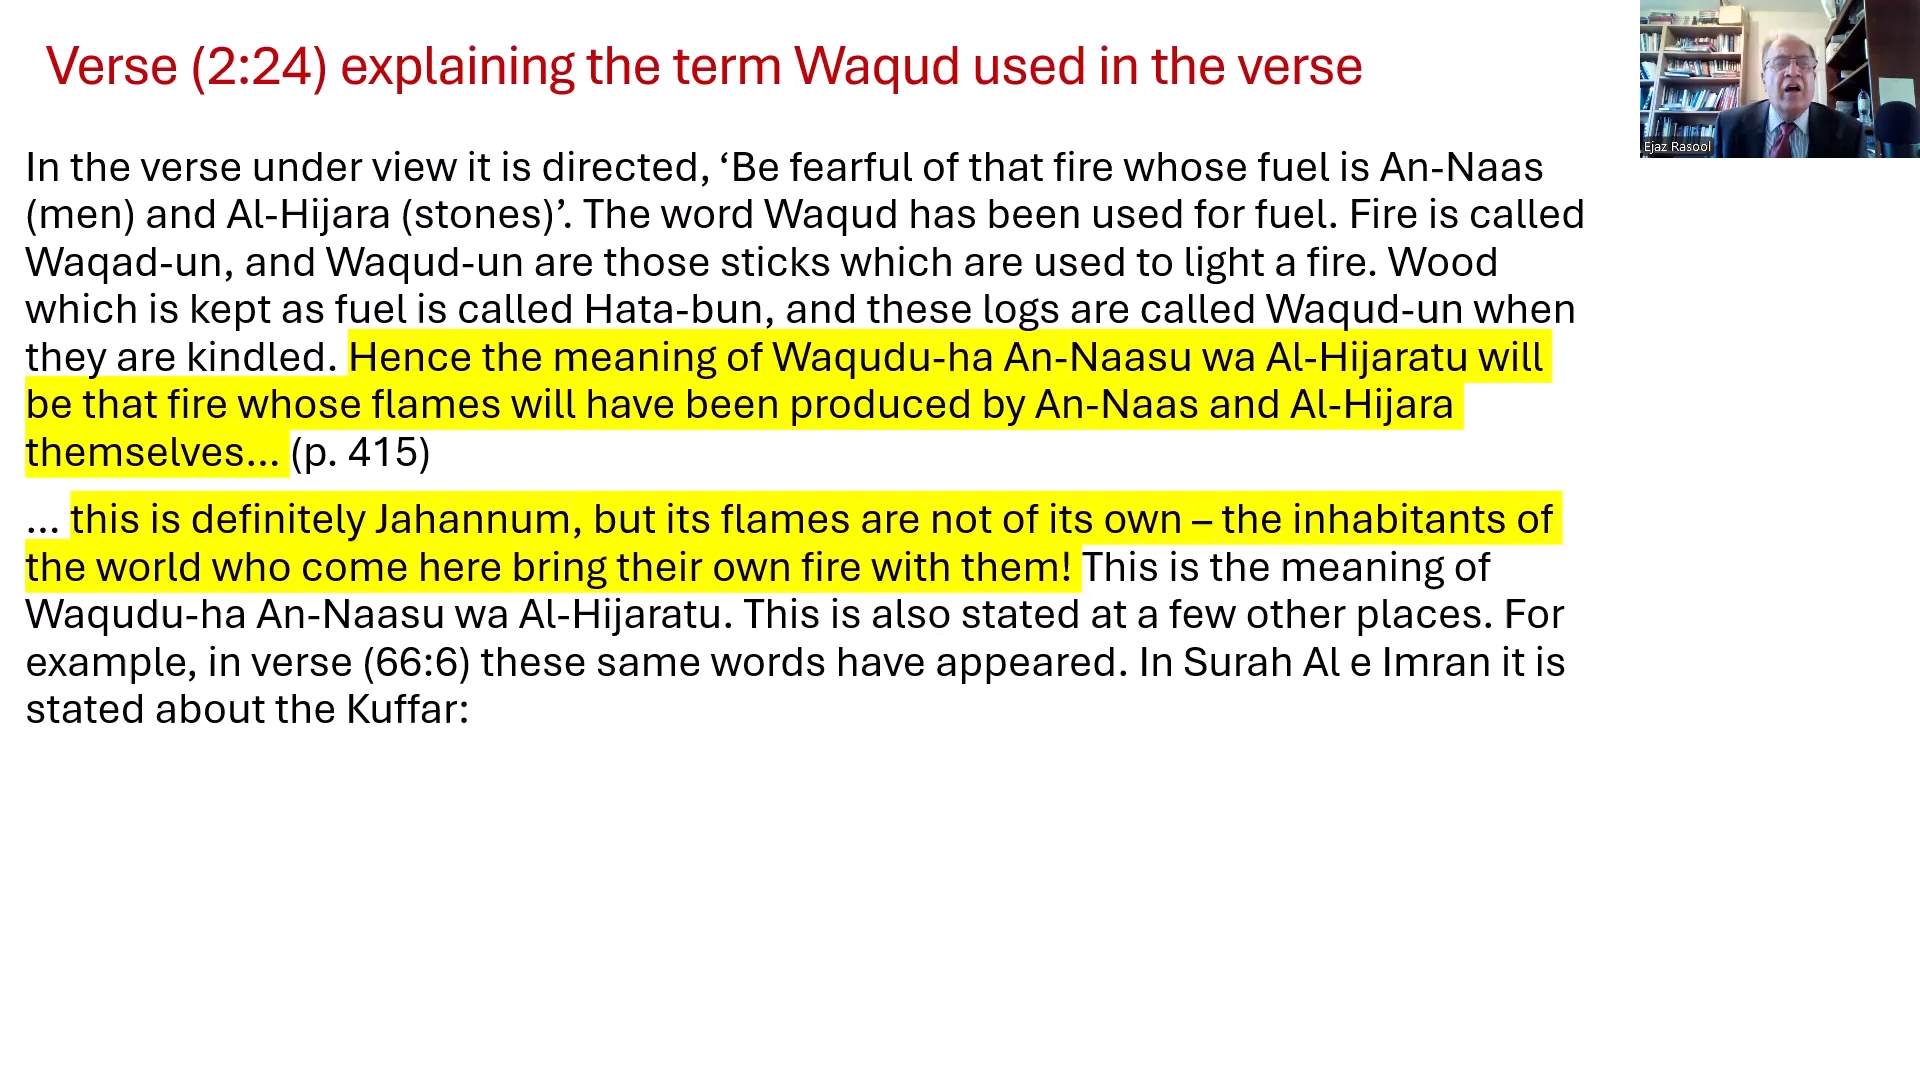 Verse (2:24) explaining the term Waqud used in the verse
Ejaz Rasool
In the verse under view it is directed, ‘Be fearful of that fire whose fuel is An-Naas
(men) and Al-Hijara (stones)’. The word Waqud has been used for fuel. Fire is called
Waqad-un, and Waqud-un are those sticks which are used to light a fire. Wood
which is kept as fuel is called Hata-bun, and these logs are called Waqud-un when
they are kindled. Hence the meaning of Waqudu-ha An-Naasu wa Al-Hijaratu will
be that fire whose flames will have been produced by An-Naas and Al-Hijara
themselves... (p. 415)
... this is definitely Jahannum, but its flames are not of its own – the inhabitants of
the world who come here bring their own fire with them! This is the meaning of
Waqudu-ha An-Naasu wa Al-Hijaratu. This is also stated at a few other places. For
example, in verse (66:6) these same words have appeared. In Surah Al e Imran it is
stated about the Kuffar: